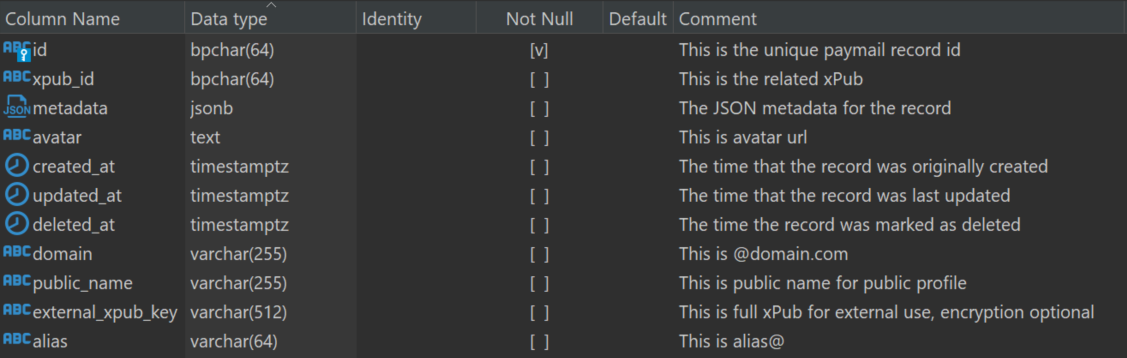 Column Name Data type Identity Not Null Default Comment
ABC id bpchar(64) [v] This is the unique paymail record id
ABC xpub_id bpchar(64) [ ] This is the related xPub
JSON metadata jsonb [ ] The JSON metadata for the record
ABC avatar text [ ] This is avatar url
created_at timestamptz [ ] The time that the record was originally created
updated_at timestamptz [ ] The time that the record was last updated
deleted_at timestamptz [ ] The time the record was marked as deleted
ABC domain varchar(255) [ ] This is @domain.com
ABC public_name varchar(255) [ ] This is public name for public profile
ABC external_xpub_key varchar(512) [ ] This is full xPub for external use, encryption optional
ABC alias varchar(64) [ ] This is alias@